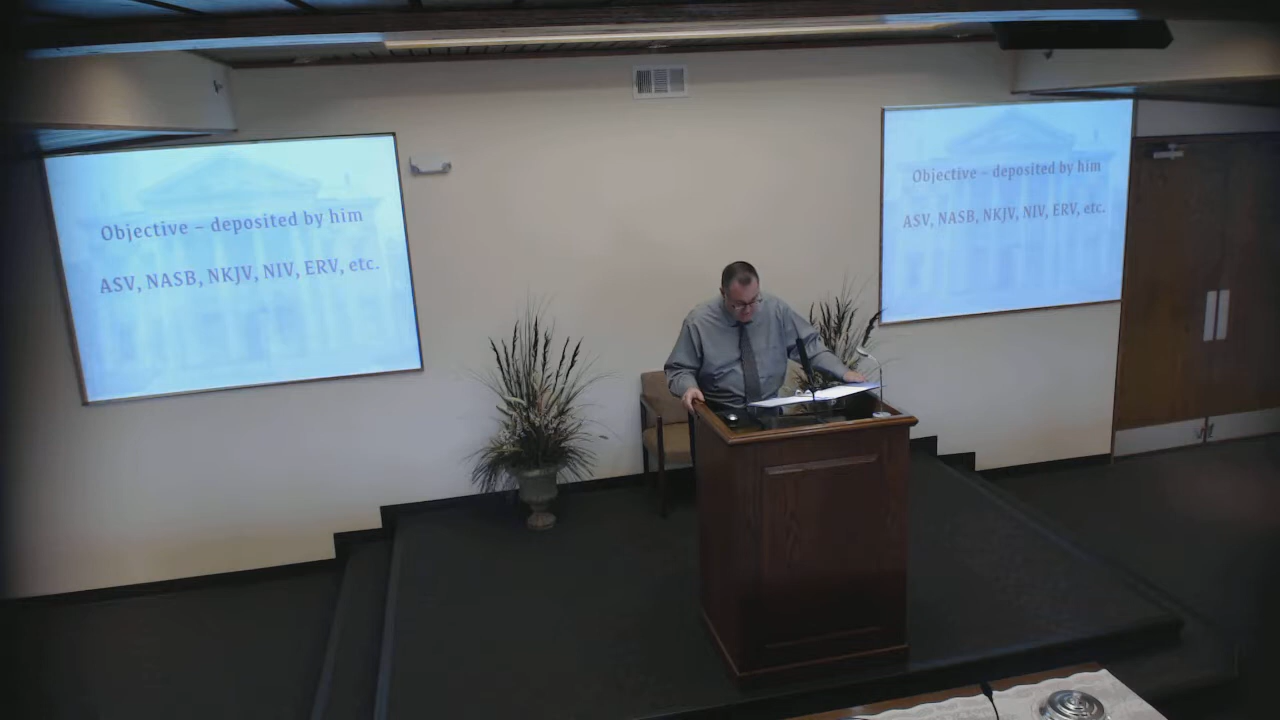 Objective – deposited by him
ASV, NASB, NKJV, NIV, ERV, etc.
Objective – deposited by him
ASV, NASB, NKJV, NIV, ERV, etc.